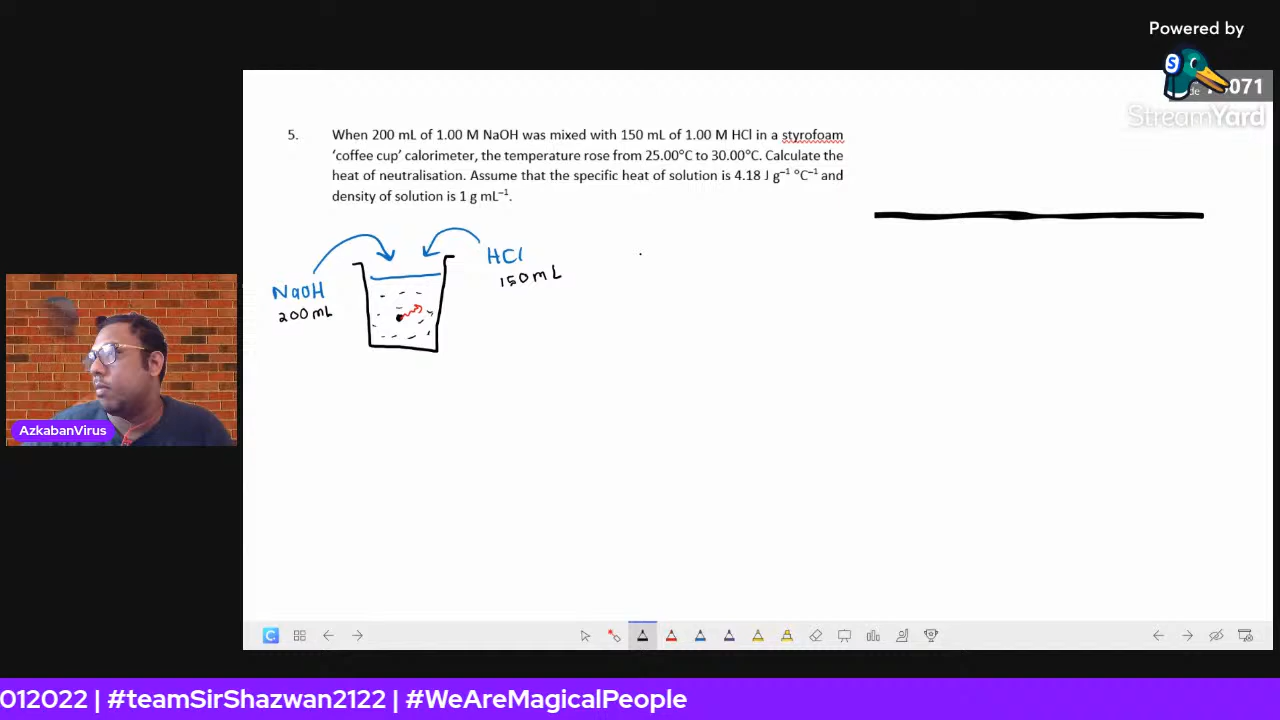 Powered by
071
StreamYard
5. When 200 mL of 1.00 M NaOH was mixed with 150 mL of 1.00 M HCl in a styrofoam
‘coffee cup’ calorimeter, the temperature rose from 25.00°C to 30.00°C. Calculate the
heat of neutralisation. Assume that the specific heat of solution is 4.18 J g⁻¹ °C⁻¹ and
density of solution is 1 g mL⁻¹.
HCl
150 mL
NaOH
200 mL
AzkabanVirus
012022 | #teamSirShazwan2122 | #WeAreMagicalPeople